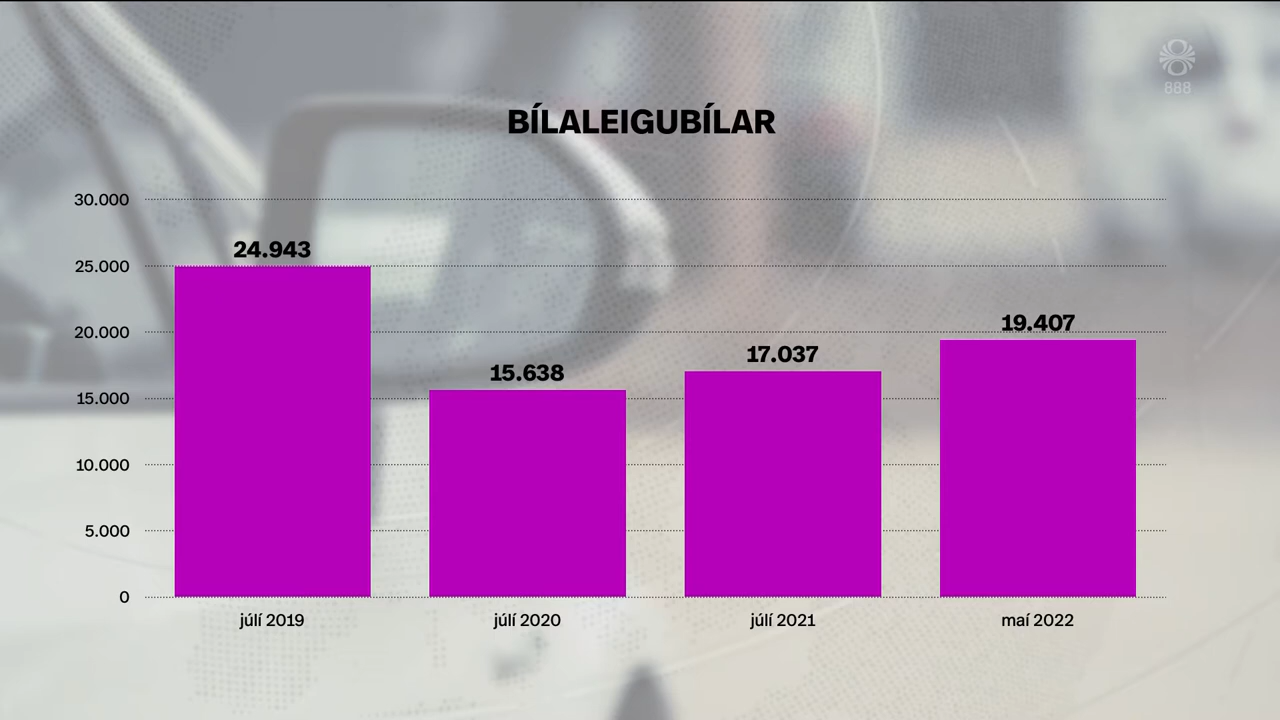 888
BÍLALEIGUBÍLAR
30.000
25.000
20.000
15.000
10.000
5.000
0
24.943
15.638
17.037
19.407
júlí 2019
júlí 2020
júlí 2021
maí 2022